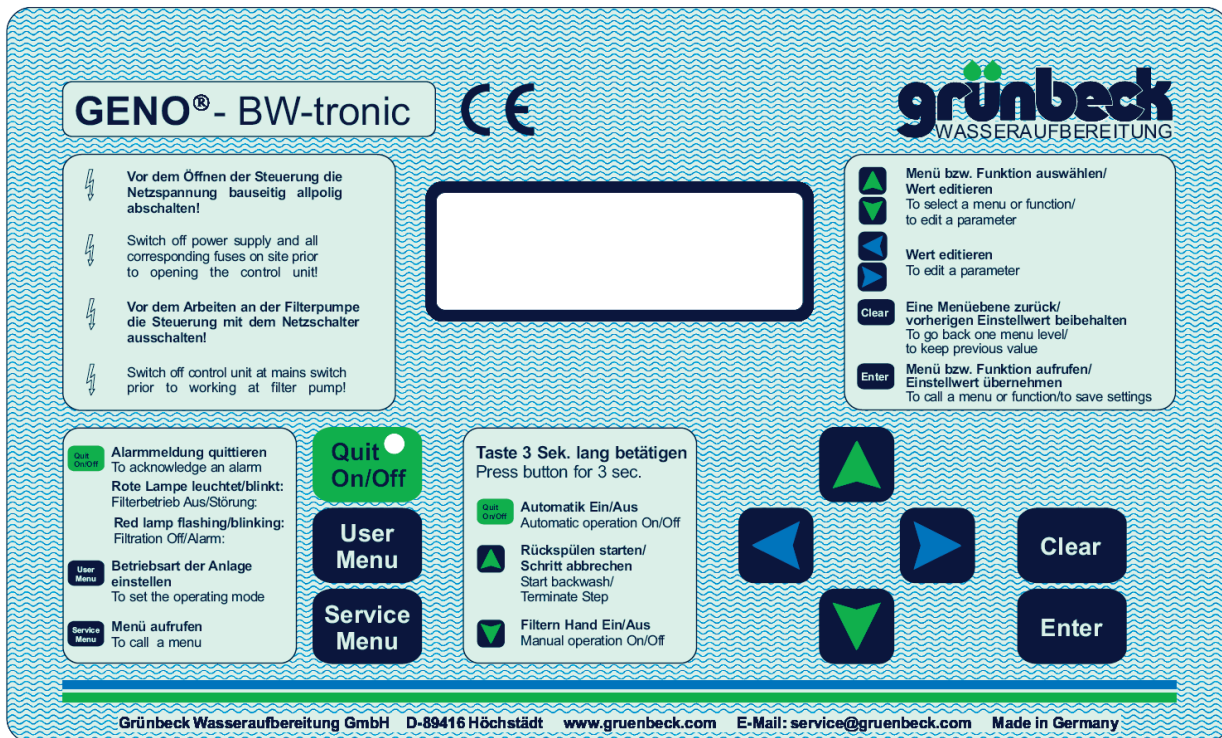 GENO®- BW-tronic
CE
grünbeck
WASSERAUFBEREITUNG
Vor dem Öffnen der Steuerung die
Netzspannung bauseitig allpolig
abschalten!
Switch off power supply and all
corresponding fuses on site prior
to opening the control unit!
Vor dem Arbeiten an der Filterpumpe
die Steuerung mit dem Netzschalter
ausschalten!
Switch off control unit at mains switch
prior to working at filter pump!
Menü bzw. Funktion auswählen/
Wert editieren
To select a menu or function/
to edit a parameter
Wert editieren
To edit a parameter
Clear
Eine Menüebene zurück/
vorherigen Einstellwert beibehalten
To go back one menu level/
to keep previous value
Enter
Menü bzw. Funktion aufrufen/
Einstellwert übernehmen
To call a menu or function/to save settings
Quit
On/Off
Alarmmeldung quittieren
To acknowledge an alarm
Rote Lampe leuchtet/blinkt:
Filterbetrieb Aus/Störung:
Red lamp flashing/blinking:
Filtration Off/Alarm:
User
Menu
Betriebsart der Anlage
einstellen
To set the operating mode
Service
Menu
Menü aufrufen
To call a menu
Quit
On/Off
User
Menu
Service
Menu
Taste 3 Sek. lang betätigen
Press button for 3 sec.
Quit
On/Off
Automatik Ein/Aus
Automatic operation On/Off
Rückspülen starten/
Schritt abbrechen
Start backwash/
Terminate Step
Filtern Hand Ein/Aus
Manual operation On/Off
Clear
Enter
Grünbeck Wasseraufbereitung GmbH D-89416 Höchstädt www.gruenbeck.com E-Mail: service@gruenbeck.com Made in Germany